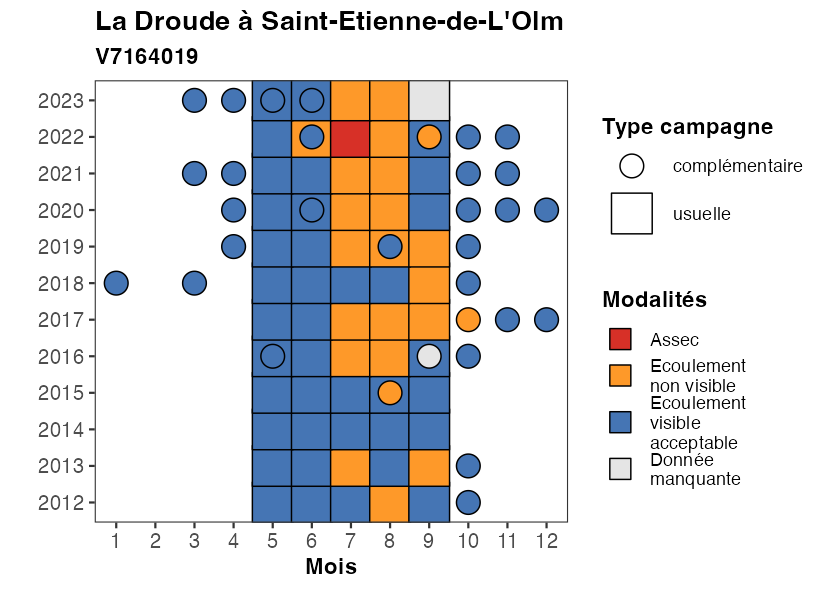 La Droude à Saint-Etienne-de-L'Olm
V7164019
2023
2022
2021
2020
2019
2018
2017
2016
2015
2014
2013
2012
1 2 3 4 5 6 7 8 9 10 11 12
Mois
Type campagne
complémentaire
usuelle
Modalités
Assec
Ecoulement
non visible
Ecoulement
visible
acceptable
Donnée
manquante